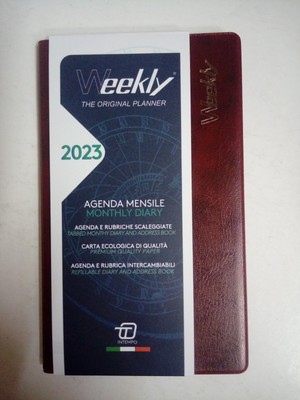 Weekly®
THE ORIGINAL PLANNER
Weekly
2023
AGENDA MENSILE
MONTHLY DIARY
AGENDA E RUBRICHE SCALEGGIATE
TABBED MONTHY DIARY AND ADDRESS BOOK
CARTA ECOLOGICA DI QUALITÀ
PREMIUM QUALITY PAPER
AGENDA E RUBRICA INTERCAMBIABILI
REFILLABLE DIARY AND ADDRESS BOOK
INTEMPO